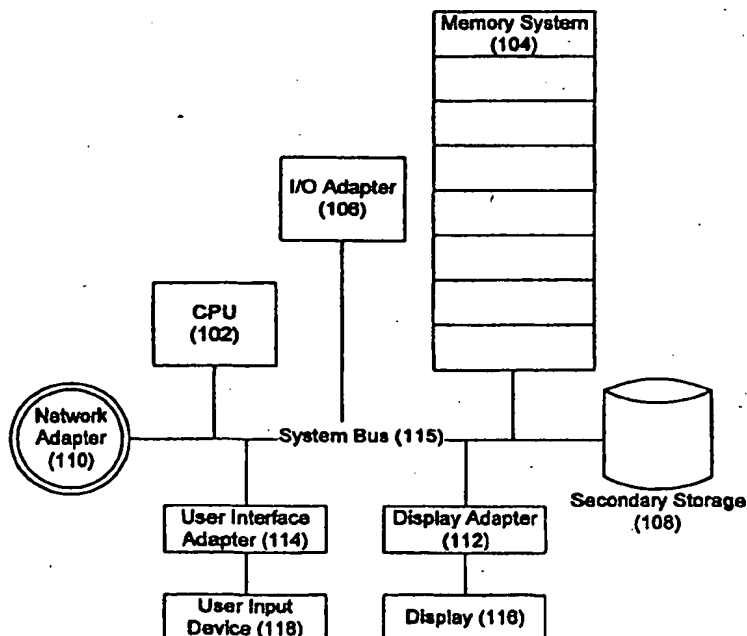 Memory System
(104)
I/O Adapter
(106)
CPU
(102)
Network
Adapter
(110)
System Bus (115)
Secondary Storage
(108)
User Interface
Adapter (114)
Display Adapter
(112)
User Input
Device (118)
Display (116)